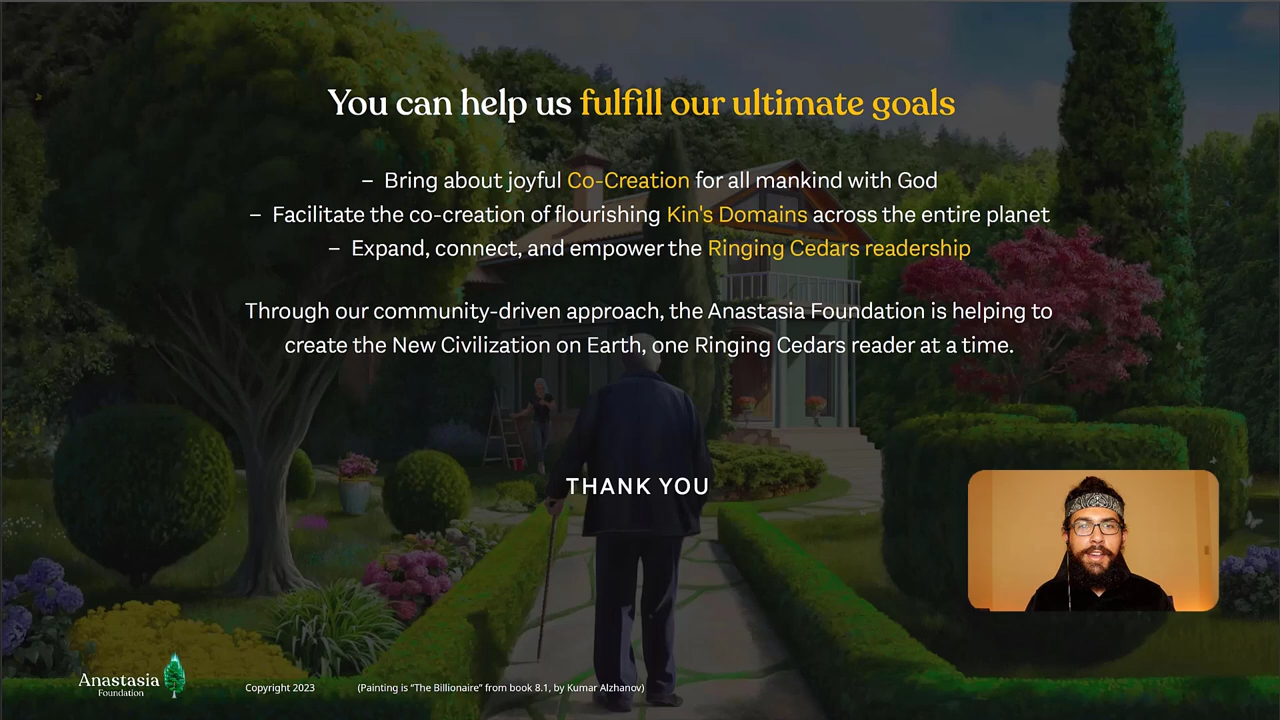 You can help us fulfill our ultimate goals
– Bring about joyful Co-Creation for all mankind with God
– Facilitate the co-creation of flourishing Kin's Domains across the entire planet
– Expand, connect, and empower the Ringing Cedars readership
Through our community-driven approach, the Anastasia Foundation is helping to
create the New Civilization on Earth, one Ringing Cedars reader at a time.
THANK YOU
Anastasia
Foundation
Copyright 2023
(Painting is “The Billionaire” from book 8.1, by Kumar Alzhanov)